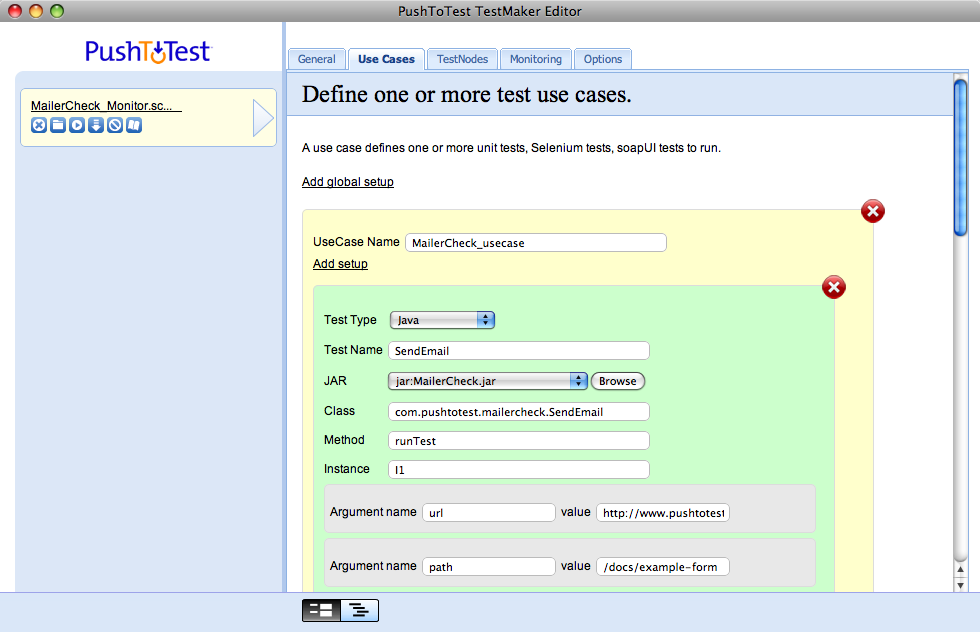 PushToTest TestMaker Editor
PushToTest
General
Use Cases
TestNodes
Monitoring
Options
MailerCheck_Monitor.sc...
Define one or more test use cases.
A use case defines one or more unit tests, Selenium tests, soapUI tests to run.
Add global setup
UseCase Name MailerCheck_usecase
Add setup
Test Type Java
Test Name SendEmail
JAR jar:MailerCheck.jar Browse
Class com.pushtotest.mailercheck.SendEmail
Method runTest
Instance I1
Argument name url value http://www.pushtotest
Argument name path value /docs/example-form